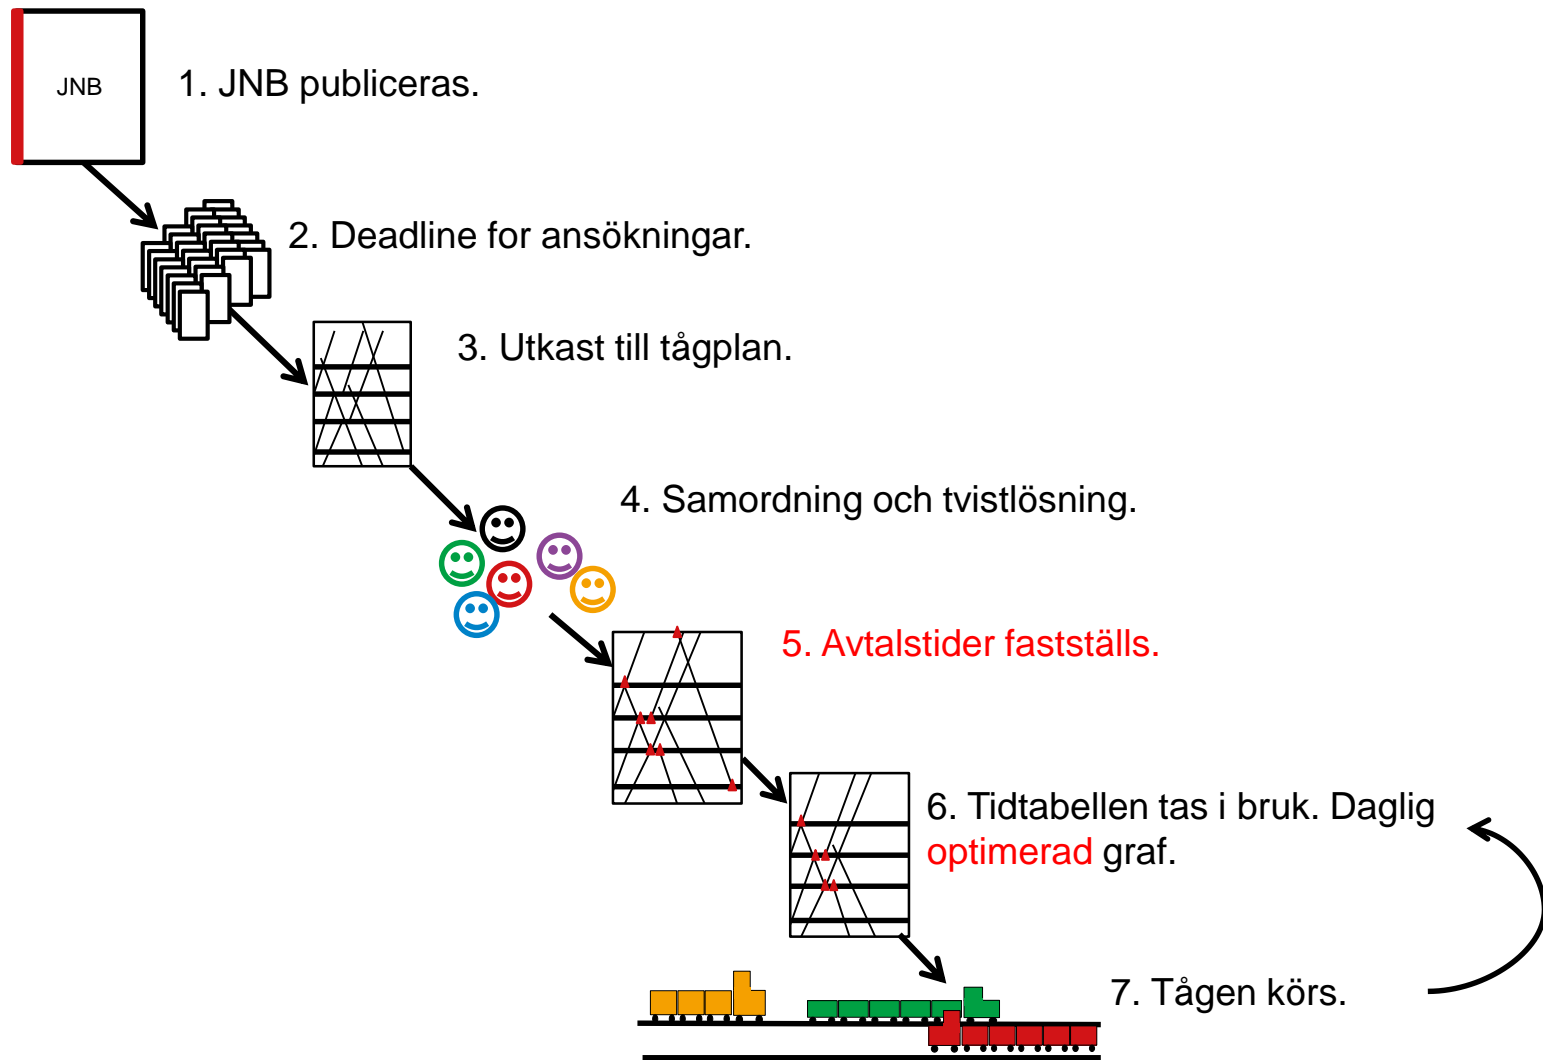 JNB
1. JNB publiceras.
2. Deadline for ansökningar.
3. Utkast till tågplan.
4. Samordning och tvistlösning.
5. Avtalstider fastställs.
6. Tidtabellen tas i bruk. Daglig
optimerad graf.
7. Tågen körs.